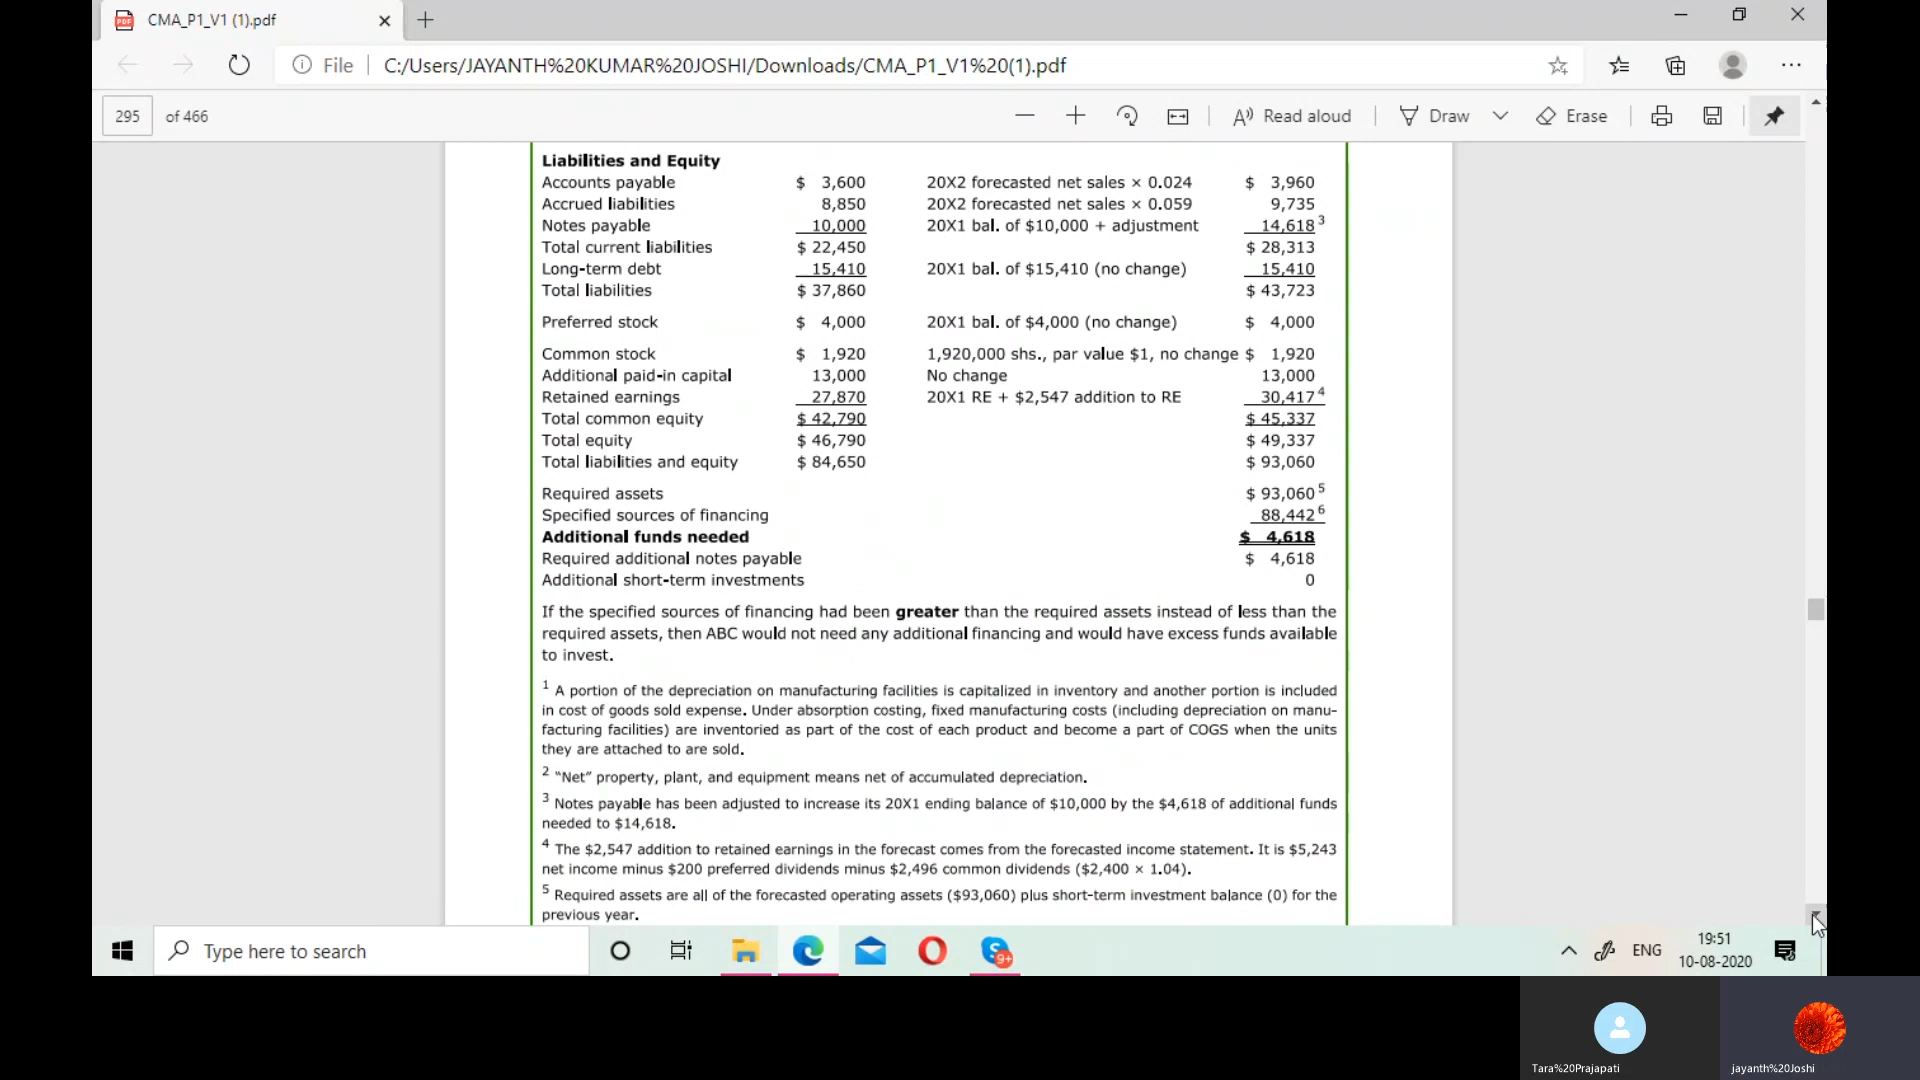 CMA_P1_V1 (1).pdf
File C:/Users/JAYANTH%20KUMAR%20JOSHI/Downloads/CMA_P1_V1%20(1).pdf
295 of 466 Read aloud Draw Erase
Liabilities and Equity
Accounts payable $ 3,600 20X2 forecasted net sales × 0.024 $ 3,960
Accrued liabilities 8,850 20X2 forecasted net sales × 0.059 9,735
Notes payable 10,000 20X1 bal. of $10,000 + adjustment 14,618 3
Total current liabilities $ 22,450 $ 28,313
Long-term debt 15,410 20X1 bal. of $15,410 (no change) 15,410
Total liabilities $ 37,860 $ 43,723
Preferred stock $ 4,000 20X1 bal. of $4,000 (no change) $ 4,000
Common stock $ 1,920 1,920,000 shs., par value $1, no change $ 1,920
Additional paid-in capital 13,000 No change 13,000
Retained earnings 27,870 20X1 RE + $2,547 addition to RE 30,417 4
Total common equity $ 42,790 $ 45,337
Total equity $ 46,790 $ 49,337
Total liabilities and equity $ 84,650 $ 93,060
Required assets $ 93,060 5
Specified sources of financing 88,442 6
Additional funds needed $ 4,618
Required additional notes payable $ 4,618
Additional short-term investments 0
If the specified sources of financing had been greater than the required assets instead of less than the
required assets, then ABC would not need any additional financing and would have excess funds available
to invest.
1 A portion of the depreciation on manufacturing facilities is capitalized in inventory and another portion is included
in cost of goods sold expense. Under absorption costing, fixed manufacturing costs (including depreciation on manu-
facturing facilities) are inventoried as part of the cost of each product and become a part of COGS when the units
they are attached to are sold.
2 "Net" property, plant, and equipment means net of accumulated depreciation.
3 Notes payable has been adjusted to increase its 20X1 ending balance of $10,000 by the $4,618 of additional funds
needed to $14,618.
4 The $2,547 addition to retained earnings in the forecast comes from the forecasted income statement. It is $5,243
net income minus $200 preferred dividends minus $2,496 common dividends ($2,400 × 1.04).
5 Required assets are all of the forecasted operating assets ($93,060) plus short-term investment balance (0) for the
previous year.
Type here to search
9+
ENG
19:51
10-08-2020
Tara%20Prajapati
jayanth%20Joshi